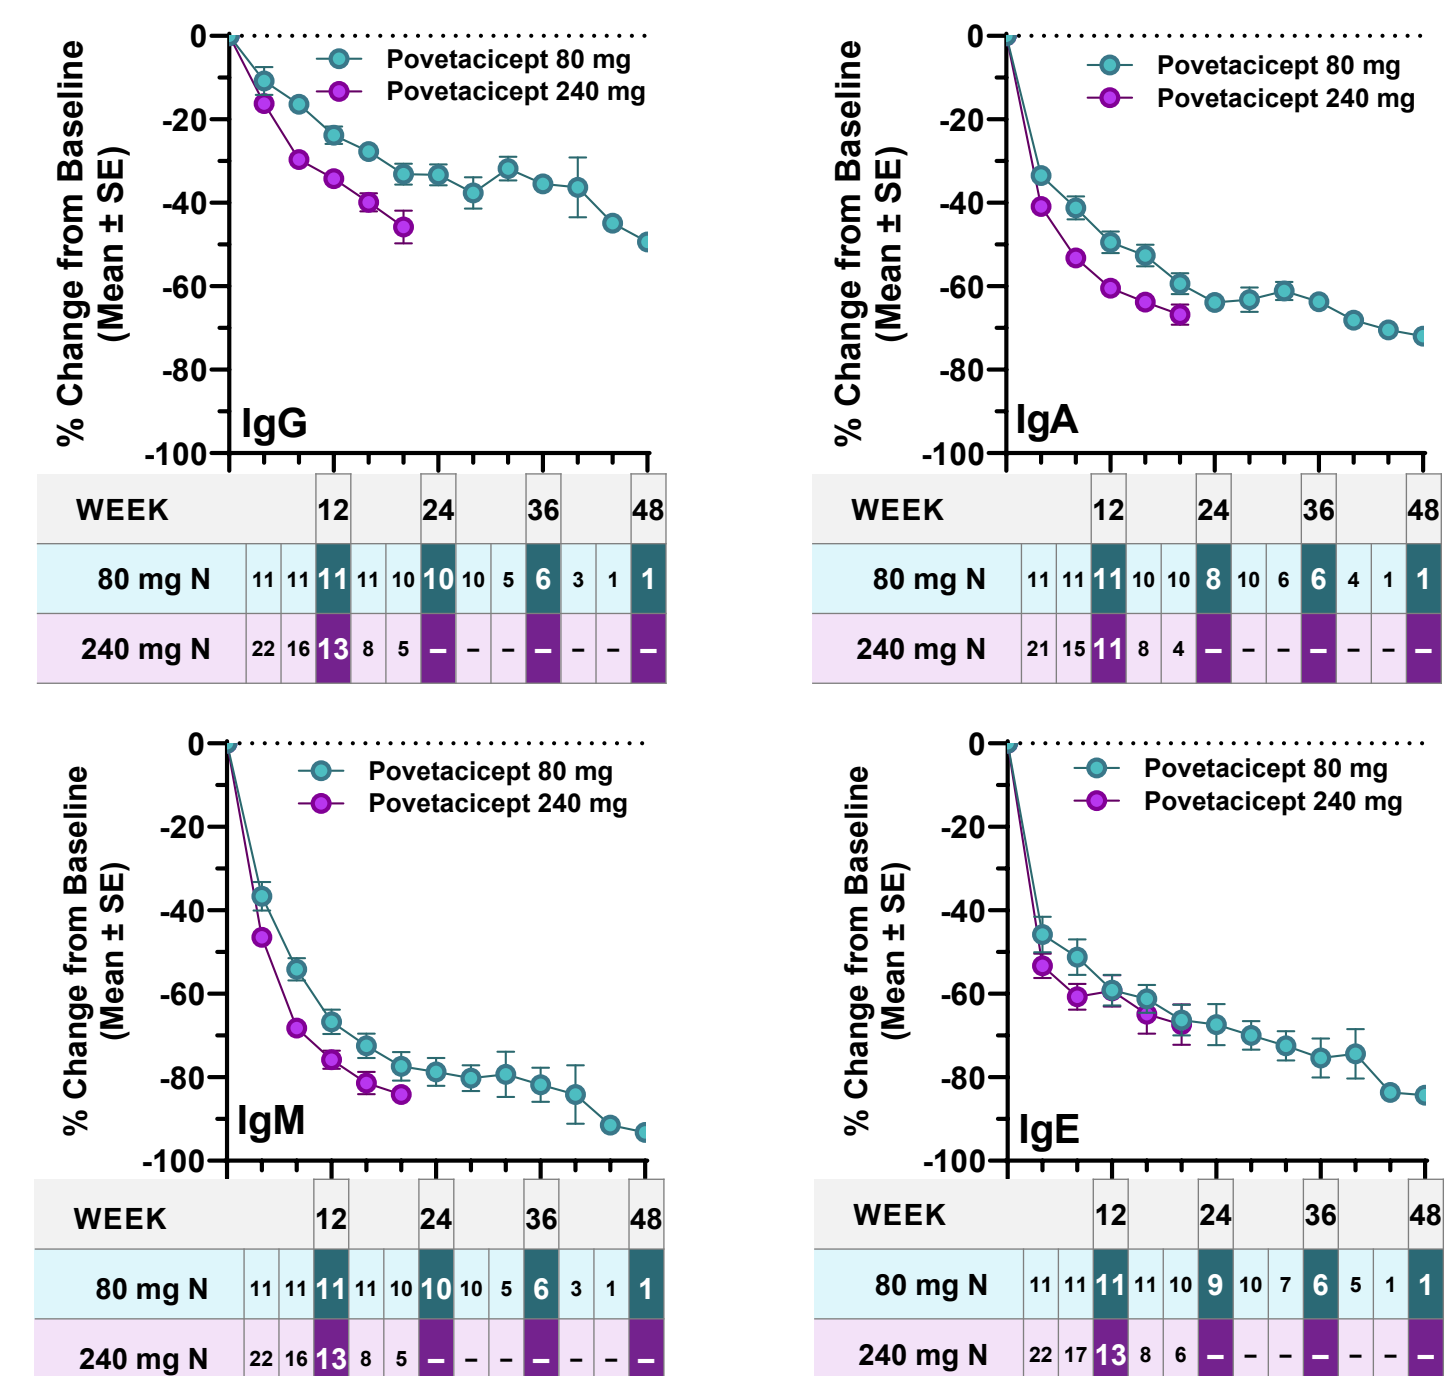 % Change from Baseline
(Mean ± SE)
0
-20
-40
-60
-80
-100
Povetacicept 80 mg
Povetacicept 240 mg
IgG
WEEK 12 24 36 48
80 mg N 11 11 11 11 10 10 10 5 6 3 1 1
240 mg N 22 16 13 8 5 – – – – – – –
% Change from Baseline
(Mean ± SE)
0
-20
-40
-60
-80
-100
Povetacicept 80 mg
Povetacicept 240 mg
IgA
WEEK 12 24 36 48
80 mg N 11 11 11 10 10 8 10 6 6 4 1 1
240 mg N 21 15 11 8 4 – – – – – – –
% Change from Baseline
(Mean ± SE)
0
-20
-40
-60
-80
-100
Povetacicept 80 mg
Povetacicept 240 mg
IgM
WEEK 12 24 36 48
80 mg N 11 11 11 11 10 10 10 5 6 3 1 1
240 mg N 22 16 13 8 5 – – – – – – –
% Change from Baseline
(Mean ± SE)
0
-20
-40
-60
-80
-100
Povetacicept 80 mg
Povetacicept 240 mg
IgE
WEEK 12 24 36 48
80 mg N 11 11 11 11 10 9 10 7 6 5 1 1
240 mg N 22 17 13 8 6 – – – – – – –